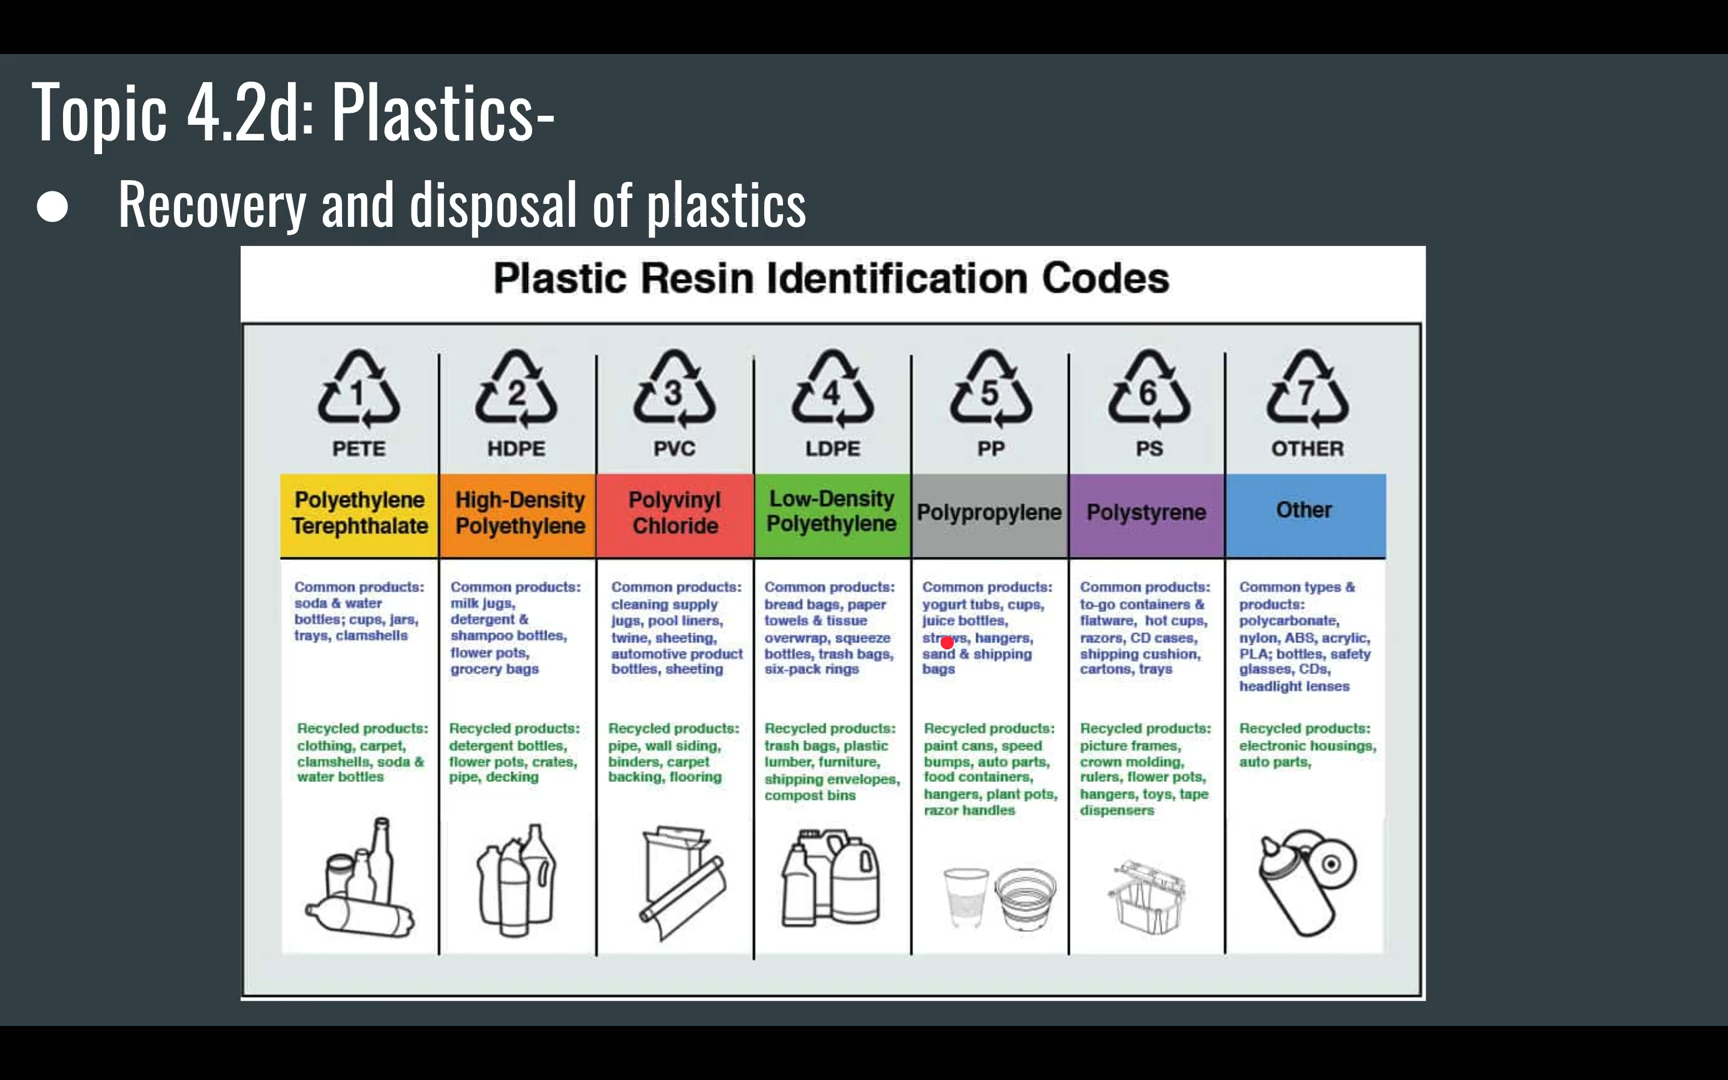 Topic 4.2d: Plastics-
● Recovery and disposal of plastics
Plastic Resin Identification Codes
1
PETE
Polyethylene
Terephthalate
Common products:
soda & water
bottles; cups, jars,
trays, clamshells
Recycled products:
clothing, carpet,
clamshells, soda &
water bottles
2
HDPE
High-Density
Polyethylene
Common products:
milk jugs,
detergent &
shampoo bottles,
flower pots,
grocery bags
Recycled products:
detergent bottles,
flower pots, crates,
pipe, decking
3
PVC
Polyvinyl
Chloride
Common products:
cleaning supply
jugs, pool liners,
twine, sheeting,
automotive product
bottles, sheeting
Recycled products:
pipe, wall siding,
binders, carpet
backing, flooring
4
LDPE
Low-Density
Polyethylene
Common products:
bread bags, paper
towels & tissue
overwrap, squeeze
bottles, trash bags,
six-pack rings
Recycled products:
trash bags, plastic
lumber, furniture,
shipping envelopes,
compost bins
5
PP
Polypropylene
Common products:
yogurt tubs, cups,
juice bottles,
straws, hangers,
sand & shipping
bags
Recycled products:
paint cans, speed
bumps, auto parts,
food containers,
hangers, plant pots,
razor handles
6
PS
Polystyrene
Common products:
to-go containers &
flatware, hot cups,
razors, CD cases,
shipping cushion,
cartons, trays
Recycled products:
picture frames,
crown molding,
rulers, flower pots,
hangers, toys, tape
dispensers
7
OTHER
Other
Common types &
products:
polycarbonate,
nylon, ABS, acrylic,
PLA; bottles, safety
glasses, CDs,
headlight lenses
Recycled products:
electronic housings,
auto parts,